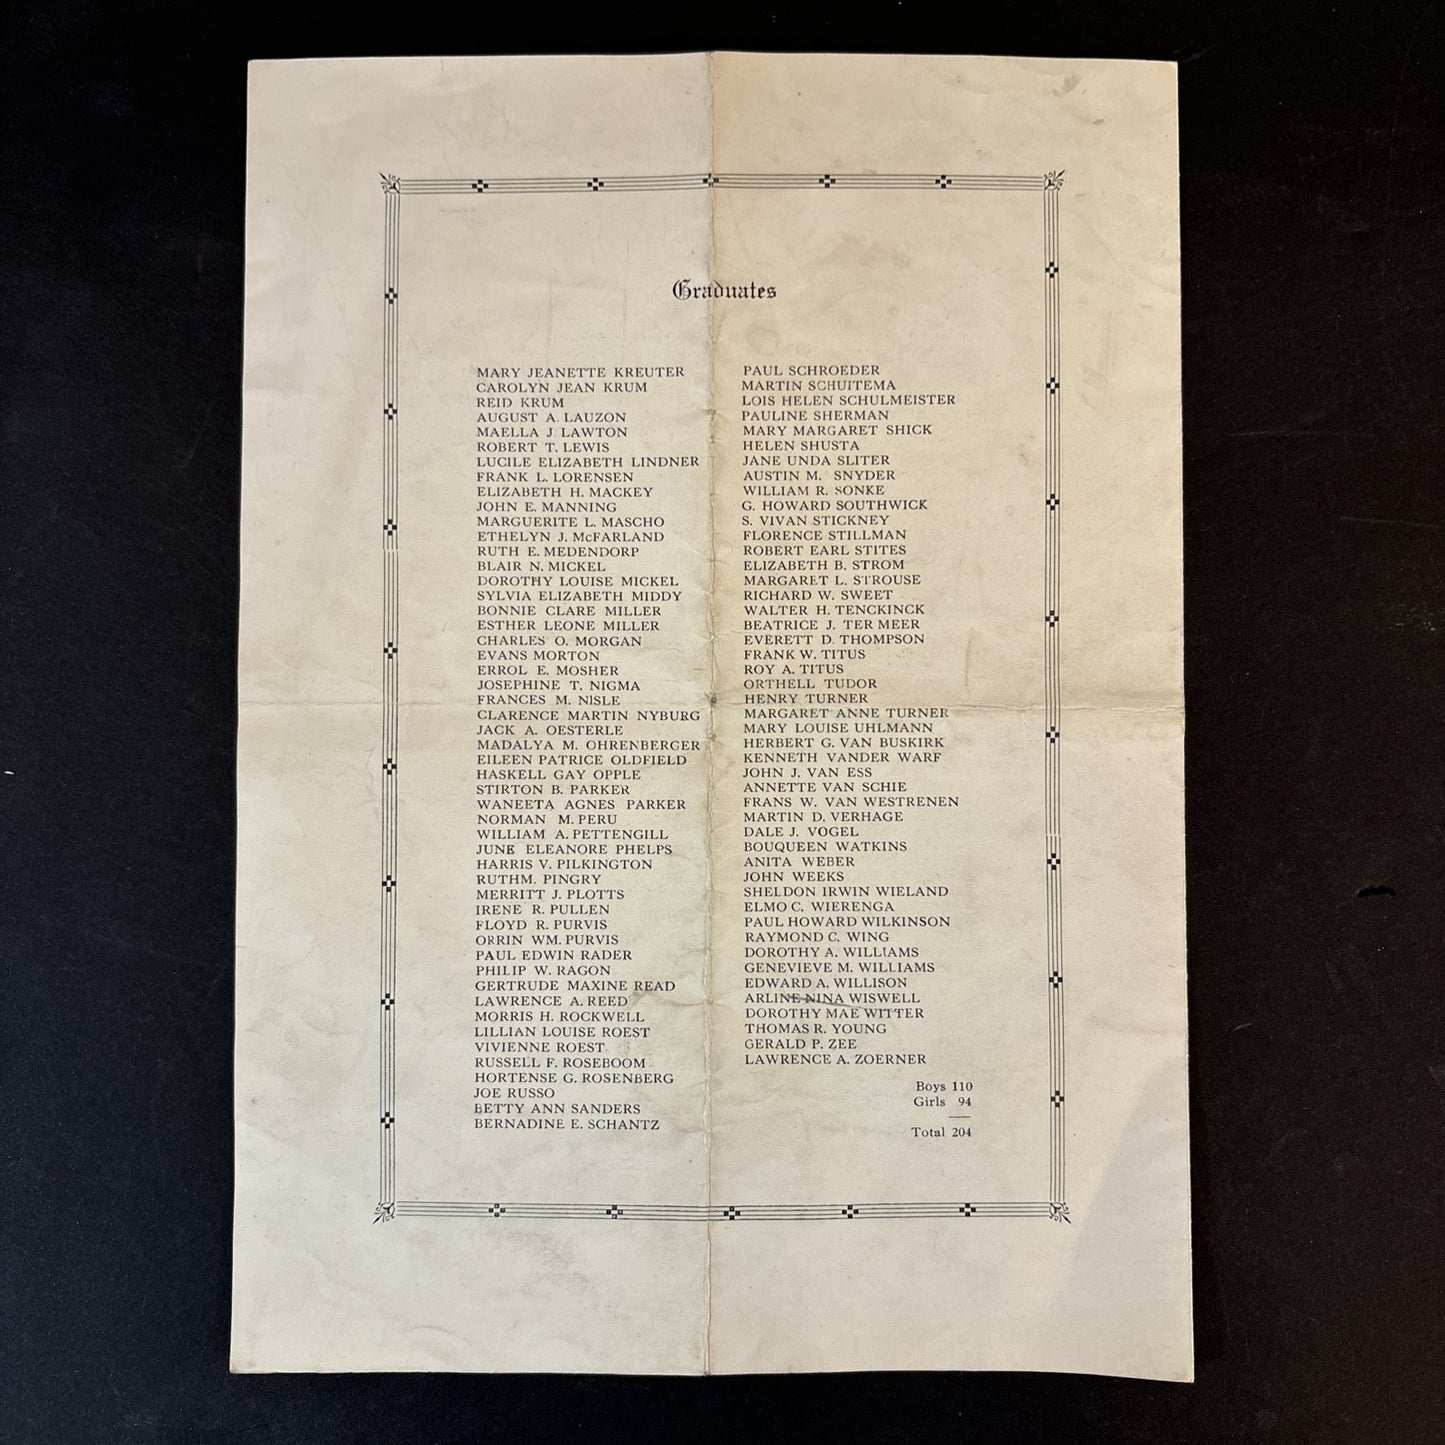 Graduates
MARY JEANETTE KREUTER
CAROLYN JEAN KRUM
REID KRUM
AUGUST A. LAUZON
MAELLA J. LAWTON
ROBERT T. LEWIS
LUCILE ELIZABETH LINDNER
FRANK L. LORENSEN
ELIZABETH H. MACKEY
JOHN E. MANNING
MARGUERITE L. MASCHO
ETHELYN J. McFARLAND
RUTH E. MEDENDORP
BLAIR N. MICKEL
DOROTHY LOUISE MICKEL
SYLVIA ELIZABETH MIDDY
BONNIE CLARE MILLER
ESTHER LEONE MILLER
CHARLES O. MORGAN
EVANS MORTON
ERROL E. MOSHER
JOSEPHINE T. NIGMA
FRANCES M. NISLE
CLARENCE MARTIN NYBURG
JACK A. OESTERLE
MADALYA M. OHRENBERGER
EILEEN PATRICE OLDFIELD
HASKELL GAY OPPLE
STIRTON B. PARKER
WANEETA AGNES PARKER
NORMAN M. PERU
WILLIAM A. PETTENGILL
JUNE ELEANORE PHELPS
HARRIS V. PILKINGTON
RUTHM. PINGRY
MERRITT J. PLOTTS
IRENE R. PULLEN
FLOYD R. PURVIS
ORRIN WM. PURVIS
PAUL EDWIN RADER
PHILIP W. RAGON
GERTRUDE MAXINE READ
LAWRENCE A. REED
MORRIS H. ROCKWELL
LILLIAN LOUISE ROEST
VIVIENNE ROEST
RUSSELL F. ROSEBOOM
HORTENSE G. ROSENBERG
JOE RUSSO
BETTY ANN SANDERS
BERNADINE E. SCHANTZ
PAUL SCHROEDER
MARTIN SCHUITEMA
LOIS HELEN SCHULMEISTER
PAULINE SHERMAN
MARY MARGARET SHICK
HELEN SHUSTA
JANE UNDA SLITER
AUSTIN M. SNYDER
WILLIAM R. SONKE
G. HOWARD SOUTHWICK
S. VIVAN STICKNEY
FLORENCE STILLMAN
ROBERT EARL STITES
ELIZABETH B. STROM
MARGARET L. STROUSE
RICHARD W. SWEET
WALTER H. TENCKINCK
BEATRICE J. TER MEER
EVERETT D. THOMPSON
FRANK W. TITUS
ROY A. TITUS
ORTHELL TUDOR
HENRY TURNER
MARGARET ANNE TURNER
MARY LOUISE UHLMANN
HERBERT G. VAN BUSKIRK
KENNETH VANDER WARF
JOHN J. VAN ESS
ANNETTE VAN SCHIE
FRANS W. VAN WESTRENEN
MARTIN D. VERHAGE
DALE J. VOGEL
BOUQUEEN WATKINS
ANITA WEBER
JOHN WEEKS
SHELDON IRWIN WIELAND
ELMO C. WIERENGA
PAUL HOWARD WILKINSON
RAYMOND C. WING
DOROTHY A. WILLIAMS
GENEVIEVE M. WILLIAMS
EDWARD A. WILLISON
ARLINE NINA WISWELL
DOROTHY MAE WITTER
THOMAS R. YOUNG
GERALD P. ZEE
LAWRENCE A. ZOERNER
Boys 110
Girls 94
Total 204